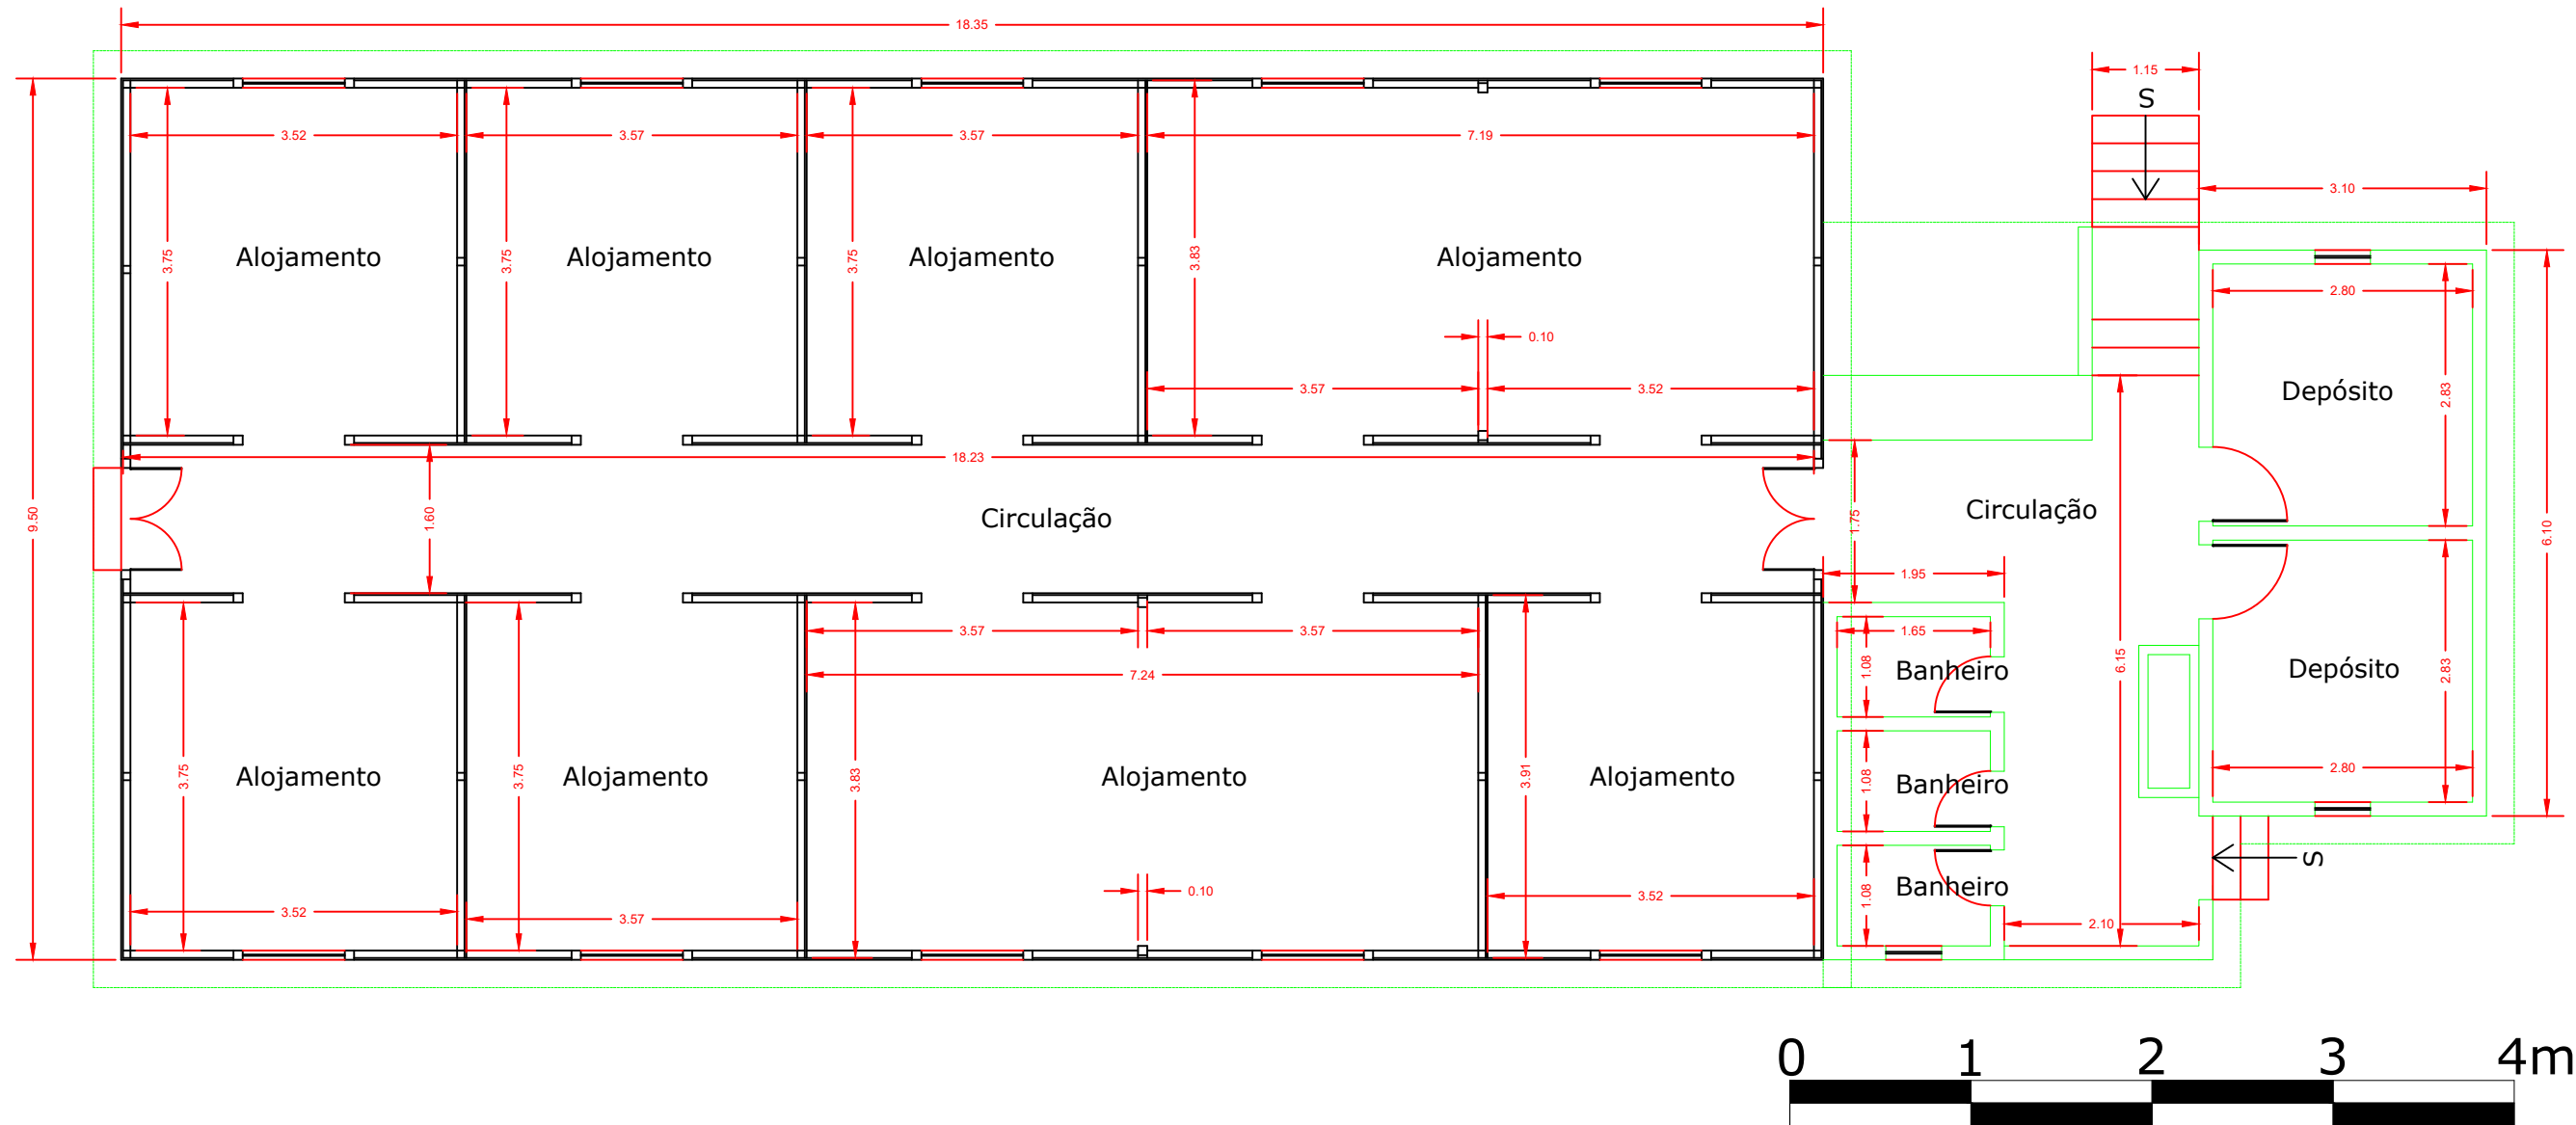 18.35
1.15
S
3.52
3.57
3.57
7.19
3.10
3.75
3.75
3.75
3.83
Alojamento
Alojamento
Alojamento
Alojamento
2.80
0.10
3.57
3.52
Depósito
2.83
18.23
9.50
1.60
Circulação
1.75
Circulação
6.10
1.95
3.57
3.57
1.65
7.24
1.08
Banheiro
6.15
Depósito
2.83
3.75
Alojamento
3.75
Alojamento
3.83
Alojamento
3.91
Alojamento
1.08
Banheiro
2.80
S
0.10
1.08
Banheiro
3.52
3.57
3.52
2.10
0 1 2 3 4m